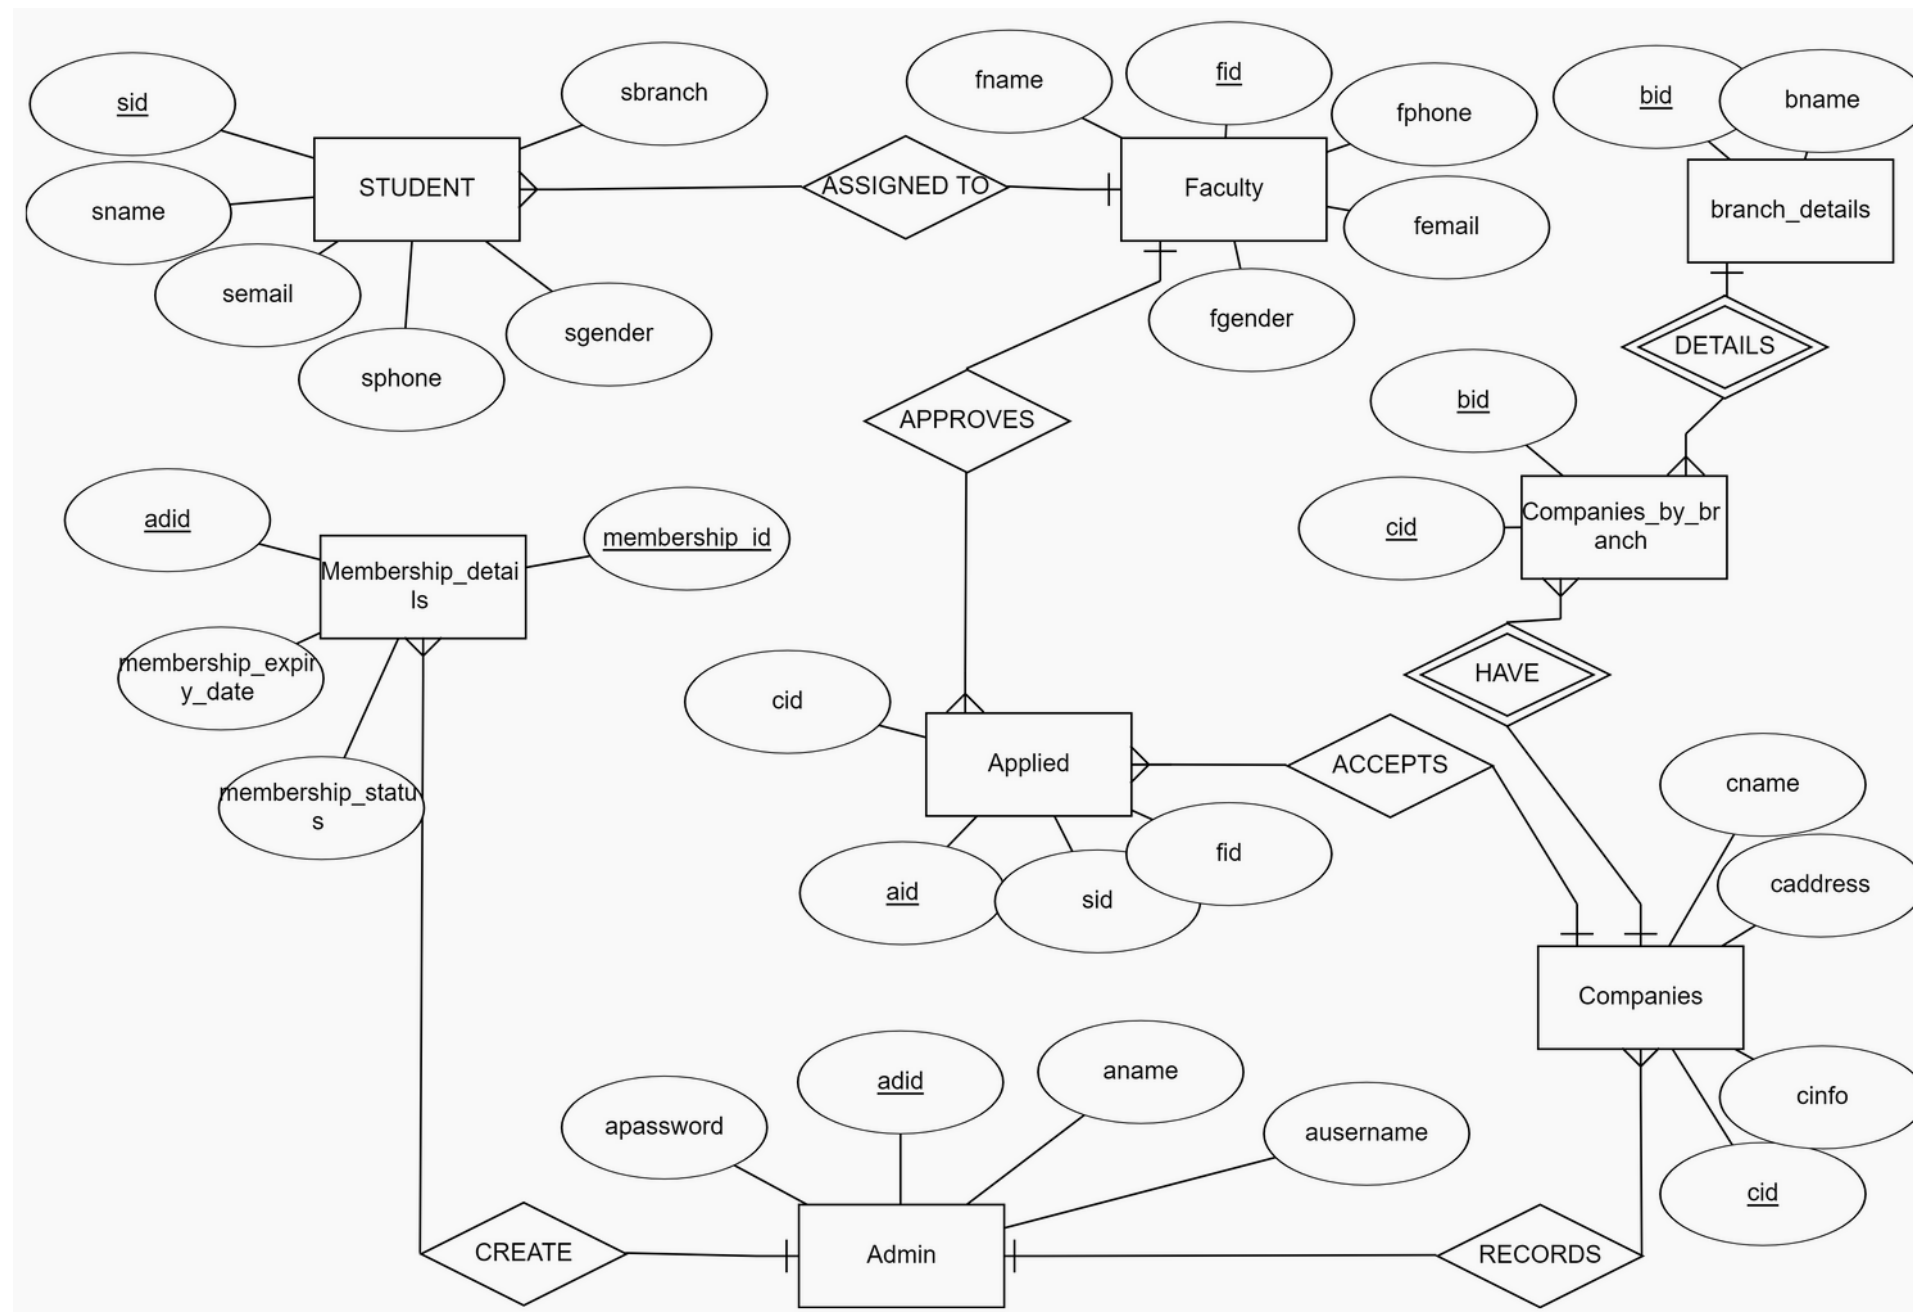 sid
sbranch
fname
fid
fphone
bid
bname
STUDENT
ASSIGNED TO
Faculty
branch_details
sname
femail
semail
sgender
fgender
sphone
DETAILS
bid
APPROVES
adid
membership_id
cid
Companies_by_br
anch
Membership_detai
ls
membership_expir
y_date
HAVE
cid
membership_statu
s
Applied
ACCEPTS
cname
fid
caddress
aid
sid
Companies
apassword
adid
aname
ausername
cinfo
cid
CREATE
Admin
RECORDS